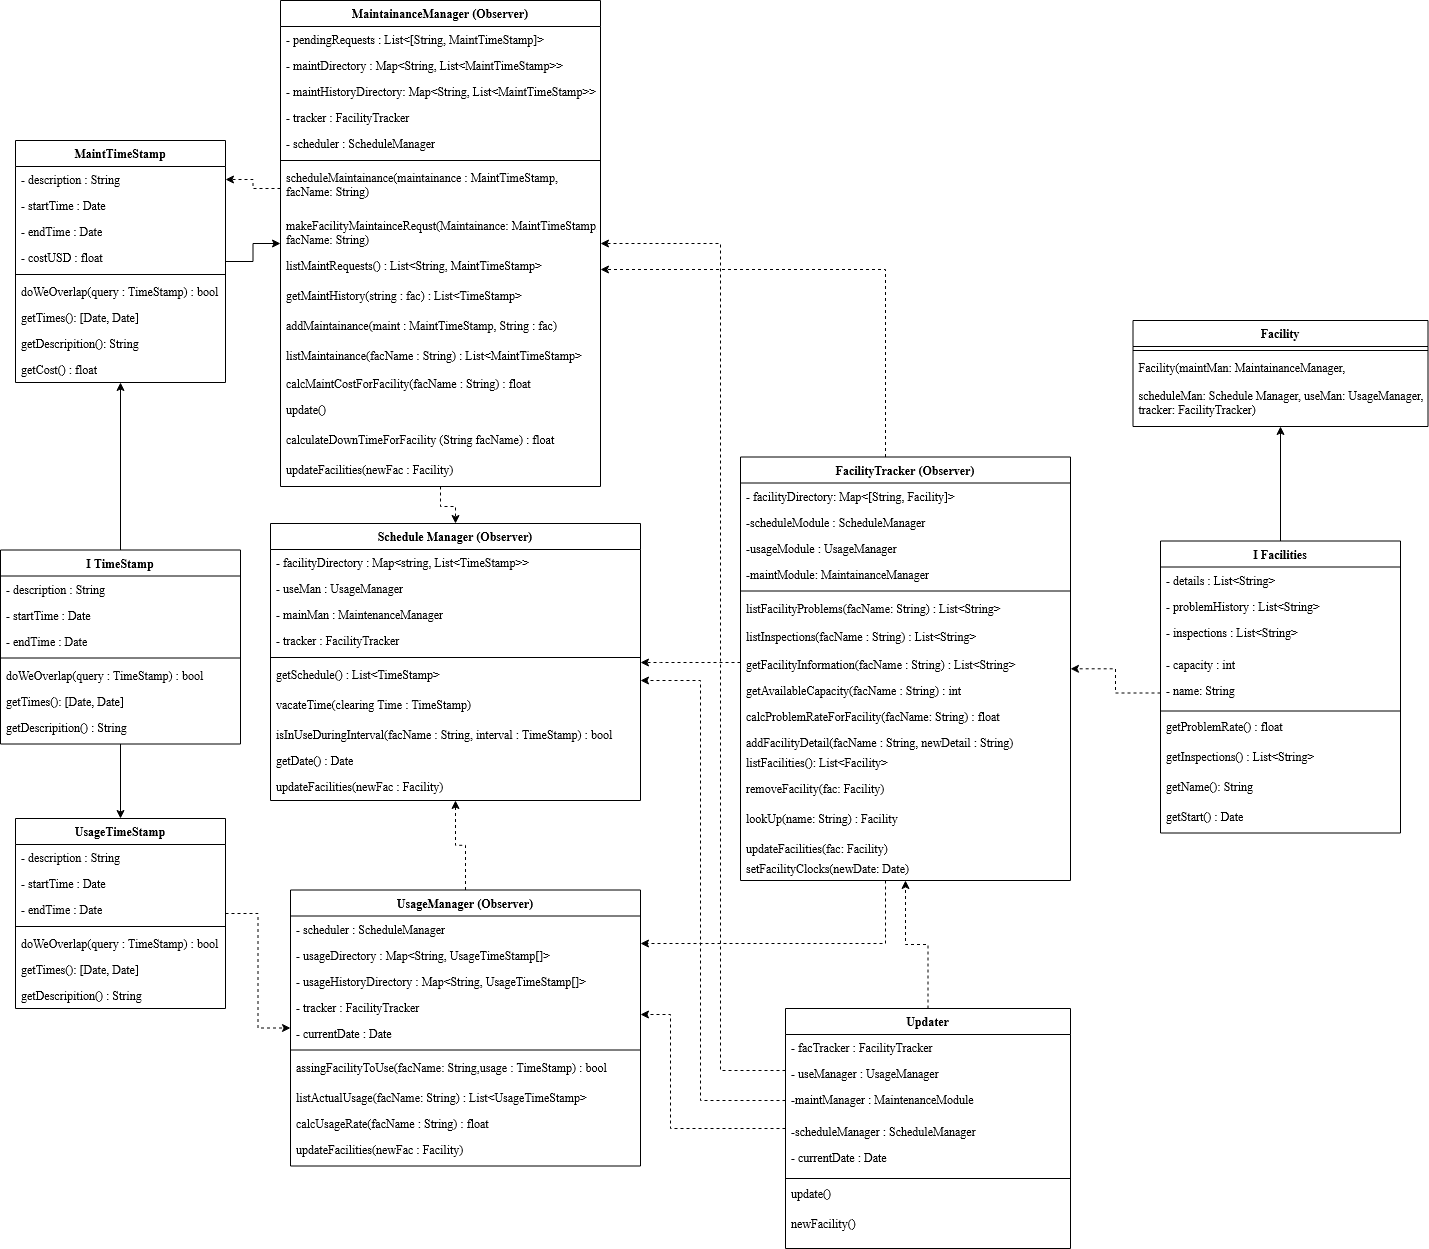 MaintainanceManager (Observer)
- pendingRequests : List<[String, MaintTimeStamp]>
- maintDirectory : Map<String, List<MaintTimeStamp>>
- maintHistoryDirectory: Map<String, List<MaintTimeStamp>>
- tracker : FacilityTracker
- scheduler : ScheduleManager
scheduleMaintainance(maintainance : MaintTimeStamp,
facName: String)
makeFacilityMaintainceRequst(Maintainance: MaintTimeStamp
facName: String)
listMaintRequests() : List<String, MaintTimeStamp>
getMaintHistory(string : fac) : List<TimeStamp>
addMaintainance(maint : MaintTimeStamp, String : fac)
listMaintainance(facName : String) : List<MaintTimeStamp>
calcMaintCostForFacility(facName : String) : float
update()
calculateDownTimeForFacility (String facName) : float
updateFacilities(newFac : Facility)
MaintTimeStamp
- description : String
- startTime : Date
- endTime : Date
- costUSD : float
doWeOverlap(query : TimeStamp) : bool
getTimes(): [Date, Date]
getDescripition(): String
getCost() : float
Facility
Facility(maintMan: MaintainanceManager,
scheduleMan: Schedule Manager, useMan: UsageManager,
tracker: FacilityTracker)
FacilityTracker (Observer)
- facilityDirectory: Map<[String, Facility]>
-scheduleModule : ScheduleManager
-usageModule : UsageManager
-maintModule: MaintainanceManager
listFacilityProblems(facName: String) : List<String>
listInspections(facName : String) : List<String>
getFacilityInformation(facName : String) : List<String>
getAvailableCapacity(facName : String) : int
calcProblemRateForFacility(facName: String) : float
addFacilityDetail(facName : String, newDetail : String)
listFacilities(): List<Facility>
removeFacility(fac: Facility)
lookUp(name: String) : Facility
updateFacilities(fac: Facility)
setFacilityClocks(newDate: Date)
Schedule Manager (Observer)
- facilityDirectory : Map<string, List<TimeStamp>>
- useMan : UsageManager
- mainMan : MaintenanceManager
- tracker : FacilityTracker
getSchedule() : List<TimeStamp>
vacateTime(clearing Time : TimeStamp)
isInUseDuringInterval(facName : String, interval : TimeStamp) : bool
getDate() : Date
updateFacilities(newFac : Facility)
I TimeStamp
- description : String
- startTime : Date
- endTime : Date
doWeOverlap(query : TimeStamp) : bool
getTimes(): [Date, Date]
getDescripition() : String
I Facilities
- details : List<String>
- problemHistory : List<String>
- inspections : List<String>
- capacity : int
- name: String
getProblemRate() : float
getInspections() : List<String>
getName(): String
getStart() : Date
UsageTimeStamp
- description : String
- startTime : Date
- endTime : Date
doWeOverlap(query : TimeStamp) : bool
getTimes(): [Date, Date]
getDescripition() : String
UsageManager (Observer)
- scheduler : ScheduleManager
- usageDirectory : Map<String, UsageTimeStamp[]>
- usageHistoryDirectory : Map<String, UsageTimeStamp[]>
- tracker : FacilityTracker
- currentDate : Date
assingFacilityToUse(facName: String,usage : TimeStamp) : bool
listActualUsage(facName: String) : List<UsageTimeStamp>
calcUsageRate(facName : String) : float
updateFacilities(newFac : Facility)
Updater
- facTracker : FacilityTracker
- useManager : UsageManager
-maintManager : MaintenanceModule
-scheduleManager : ScheduleManager
- currentDate : Date
update()
newFacility()